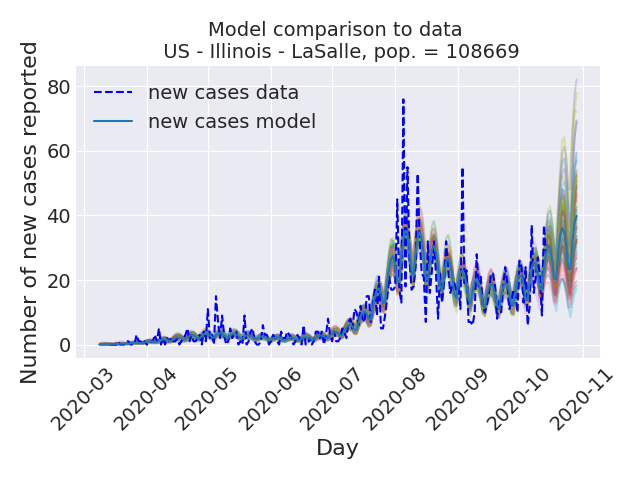 Model comparison to data
US - Illinois - LaSalle, pop. = 108669
Number of new cases reported
80
60
40
20
0
new cases data
new cases model
2020-03
2020-04
2020-05
2020-06
2020-07
2020-08
2020-09
2020-10
2020-11
Day